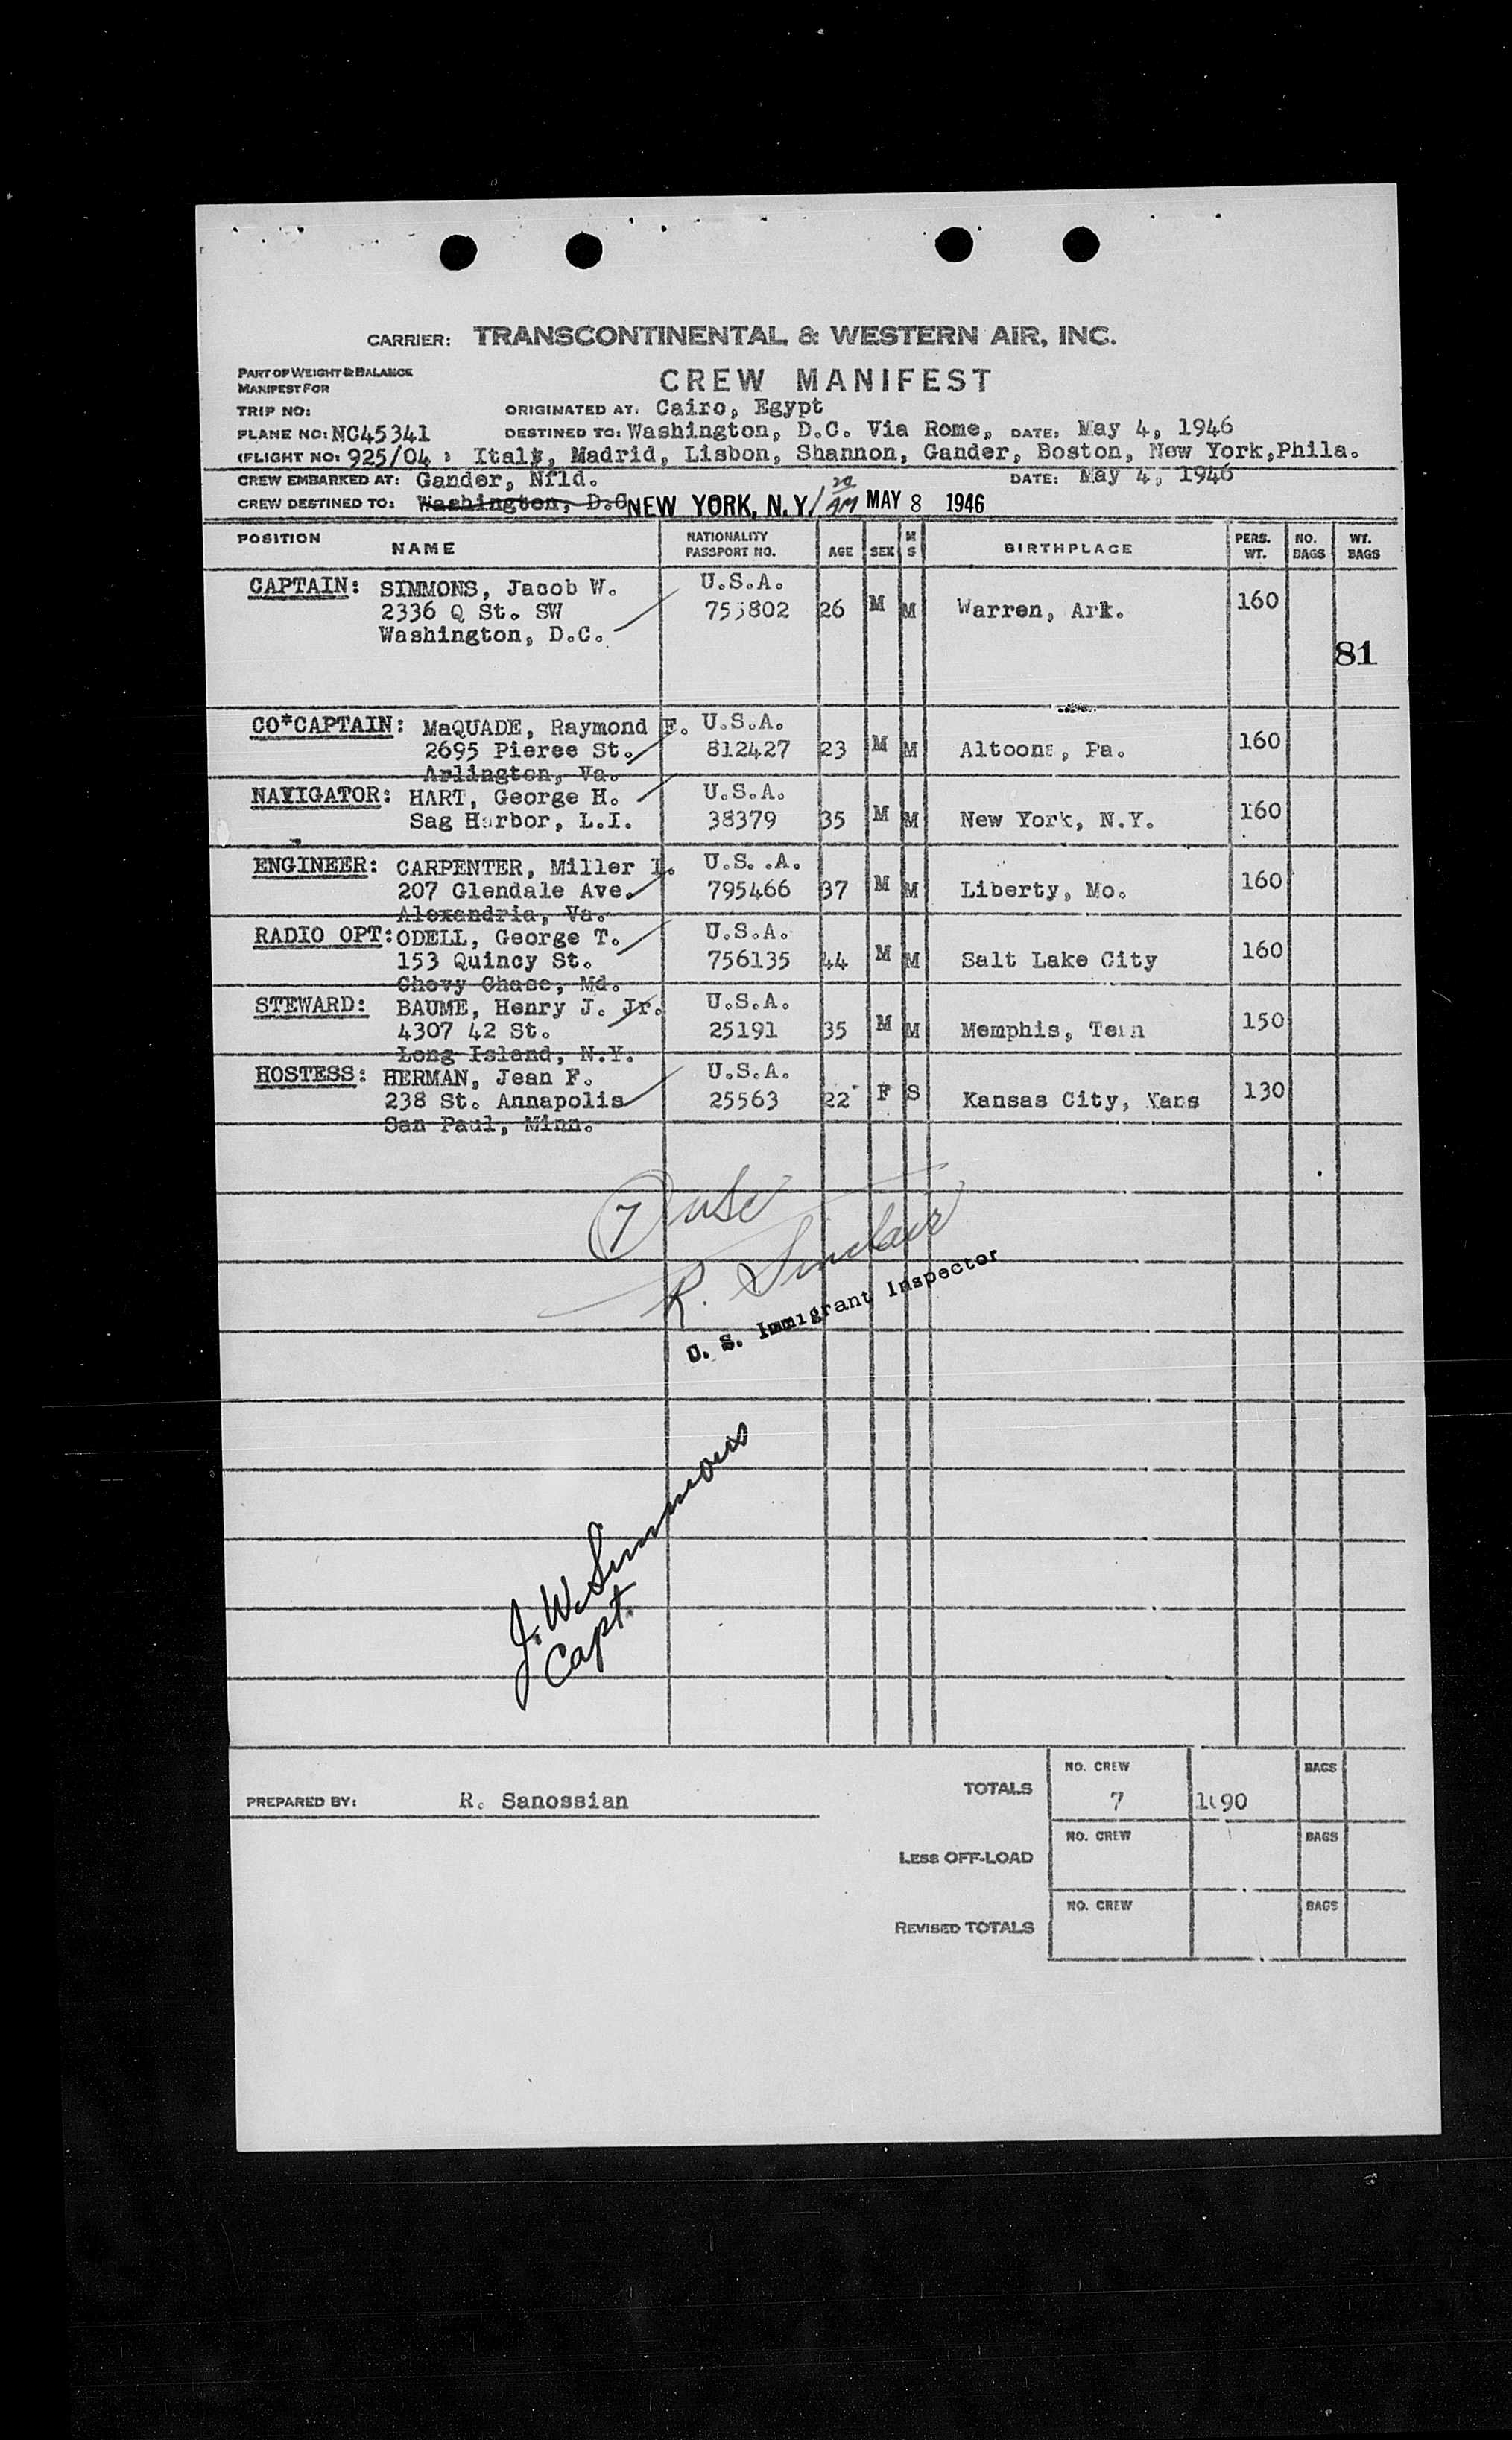 CARRIER: TRANSCONTINENTAL & WESTERN AIR, INC.
PART OF WEIGHT & BALANCE
MANIFEST FOR
CREW MANIFEST
TRIP NO: ORIGINATED AT: Cairo, Egypt
PLANE NO: NC45341 DESTINED TO: Washington, D.C. Via Rome, DATE: May 4, 1946
(FLIGHT NO: 925/04 ) Italy, Madrid, Lisbon, Shannon, Gander, Boston, New York,Phila.
CREW EMBARKED AT: Gander, Nfld. DATE: May 4, 1946
CREW DESTINED TO: Washington, D.C NEW YORK, N.Y. AM MAY 8 1946
POSITION NAME NATIONALITY PASSPORT NO. AGE SEX M S BIRTHPLACE PERS. WT. NO. BAGS WT. BAGS
CAPTAIN: SIMMONS, Jacob W. U.S.A.
2336 Q St. SW 755802 26 M M Warren, Ark. 160
Washington, D.C.
81
CO*CAPTAIN: MaQUADE, Raymond F. U.S.A.
2695 Pierce St. 812427 23 M M Altoona, Pa. 160
Arlington, Va.
NAVIGATOR: HART, George H. U.S.A.
Sag Harbor, L.I. 38379 35 M M New York, N.Y. 160
ENGINEER: CARPENTER, Miller L. U.S. .A.
207 Glendale Ave. 795466 37 M M Liberty, Mo. 160
Alexandria, Va.
RADIO OPT: ODELL, George T. U.S.A.
153 Quincy St. 756135 44 M M Salt Lake City 160
Chevy Chase, Md.
STEWARD: BAUME, Henry J. Jr. U.S.A.
4307 42 St. 25191 35 M M Memphis, Tenn 150
Long Island, N.Y.
HOSTESS: HERMAN, Jean F. U.S.A.
238 St. Annapolis 25563 22 F S Kansas City, Kans 130
San Paul, Minn.
7 USC
R. Sinclair
U. S. Immigrant Inspector
J. W. Simmons
Capt.
PREPARED BY: R. Sanossian
TOTALS NO. CREW 7 1090 BAGS
LESS OFF-LOAD NO. CREW BAGS
REVISED TOTALS NO. CREW BAGS